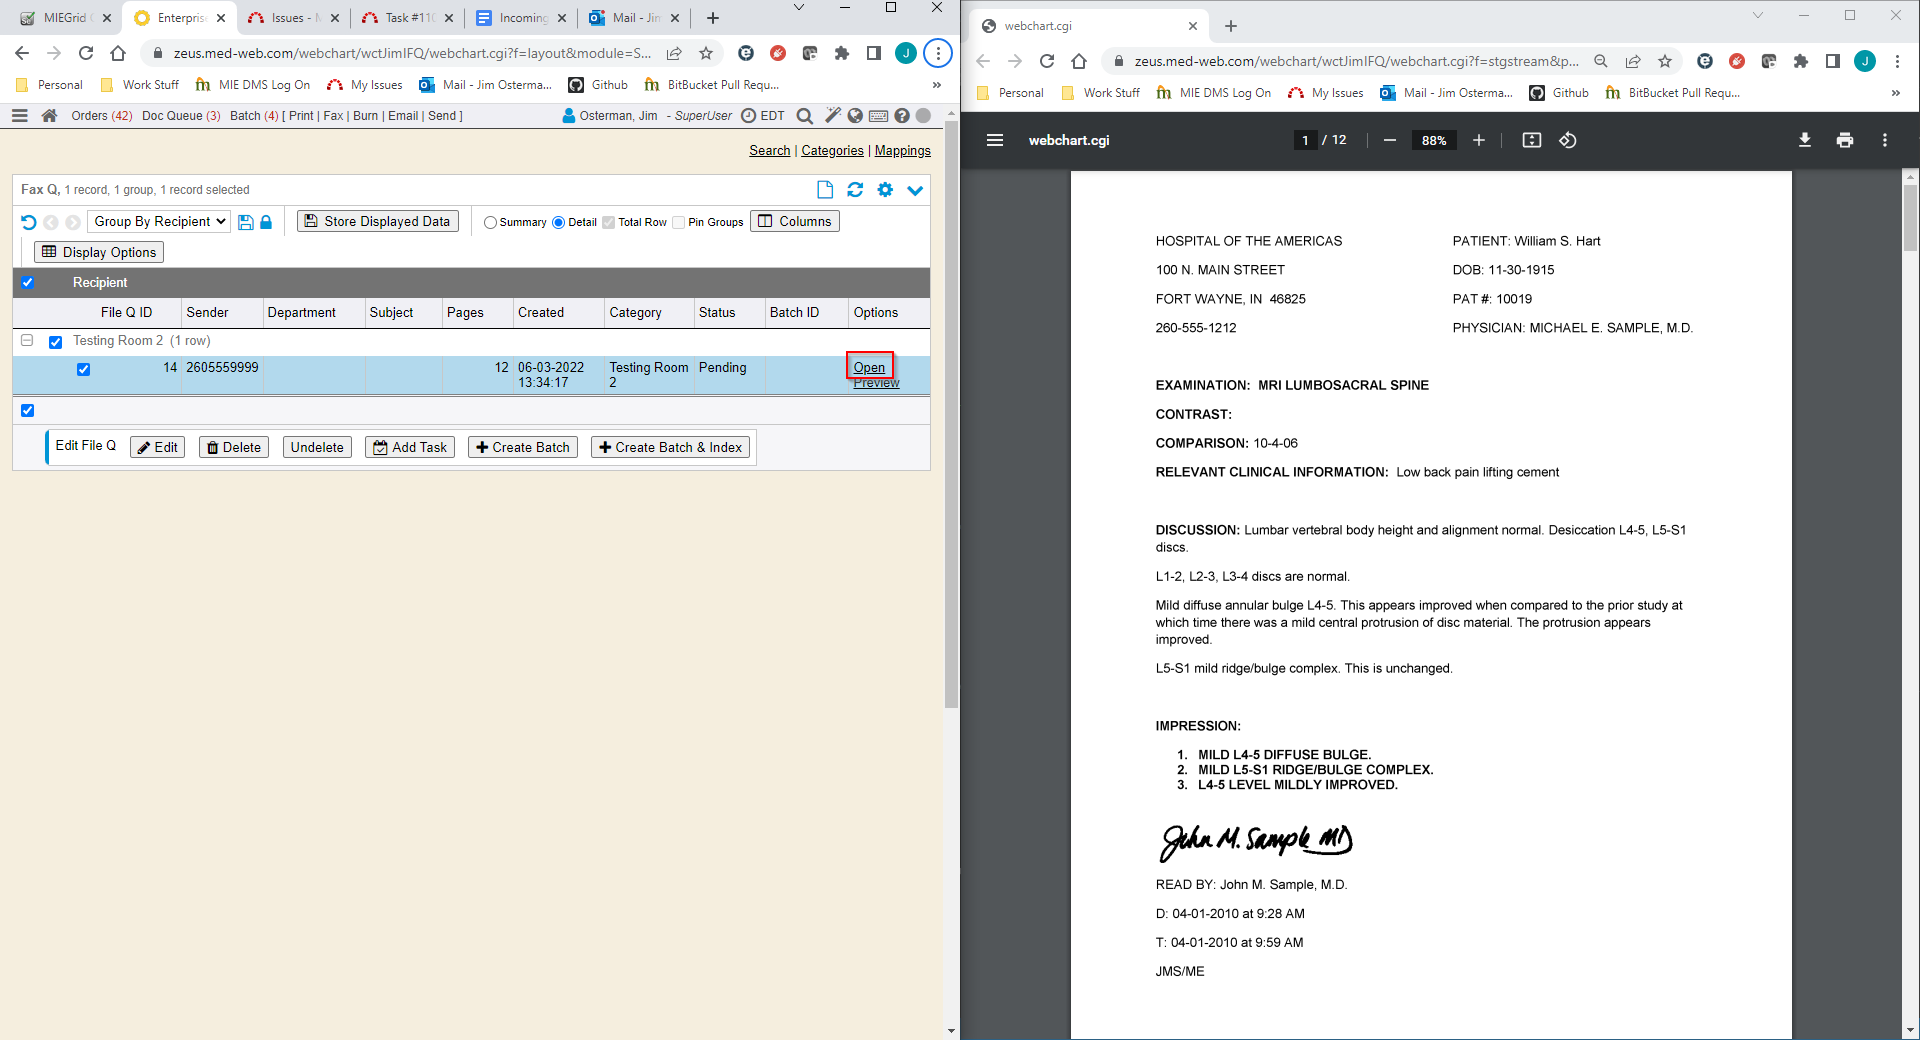 MIEGrid
Enterpris
Issues - M
Task #110
Incoming
Mail - Jim
zeus.med-web.com/webchart/wctJimIFQ/webchart.cgi?f=layout&module=S...
J
Personal
Work Stuff
MIE DMS Log On
My Issues
Mail - Jim Osterma...
Github
BitBucket Pull Requ...
»
Orders (42) Doc Queue (3) Batch (4) [ Print | Fax | Burn | Email | Send ]
Osterman, Jim - SuperUser
EDT
Search | Categories | Mappings
Fax Q, 1 record, 1 group, 1 record selected
Group By Recipient
Store Displayed Data
Summary
Detail
Total Row
Pin Groups
Columns
Display Options
Recipient
File Q ID Sender Department Subject Pages Created Category Status Batch ID Options
Testing Room 2 (1 row)
14 2605559999 12 06-03-2022 13:34:17 Testing Room 2 Pending Open
Preview
Edit File Q
Edit
Delete
Undelete
Add Task
Create Batch
Create Batch & Index
webchart.cgi
zeus.med-web.com/webchart/wctJimIFQ/webchart.cgi?f=stgstream&p...
J
Personal
Work Stuff
MIE DMS Log On
My Issues
Mail - Jim Osterma...
Github
BitBucket Pull Requ...
»
webchart.cgi
1 / 12
88%
HOSPITAL OF THE AMERICAS
PATIENT: William S. Hart
100 N. MAIN STREET
DOB: 11-30-1915
FORT WAYNE, IN 46825
PAT #: 10019
260-555-1212
PHYSICIAN: MICHAEL E. SAMPLE, M.D.
EXAMINATION: MRI LUMBOSACRAL SPINE
CONTRAST:
COMPARISON: 10-4-06
RELEVANT CLINICAL INFORMATION: Low back pain lifting cement
DISCUSSION: Lumbar vertebral body height and alignment normal. Desiccation L4-5, L5-S1
discs.
L1-2, L2-3, L3-4 discs are normal.
Mild diffuse annular bulge L4-5. This appears improved when compared to the prior study at
which time there was a mild central protrusion of disc material. The protrusion appears
improved.
L5-S1 mild ridge/bulge complex. This is unchanged.
IMPRESSION:
1. MILD L4-5 DIFFUSE BULGE.
2. MILD L5-S1 RIDGE/BULGE COMPLEX.
3. L4-5 LEVEL MILDLY IMPROVED.
John M. Sample MD
READ BY: John M. Sample, M.D.
D: 04-01-2010 at 9:28 AM
T: 04-01-2010 at 9:59 AM
JMS/ME